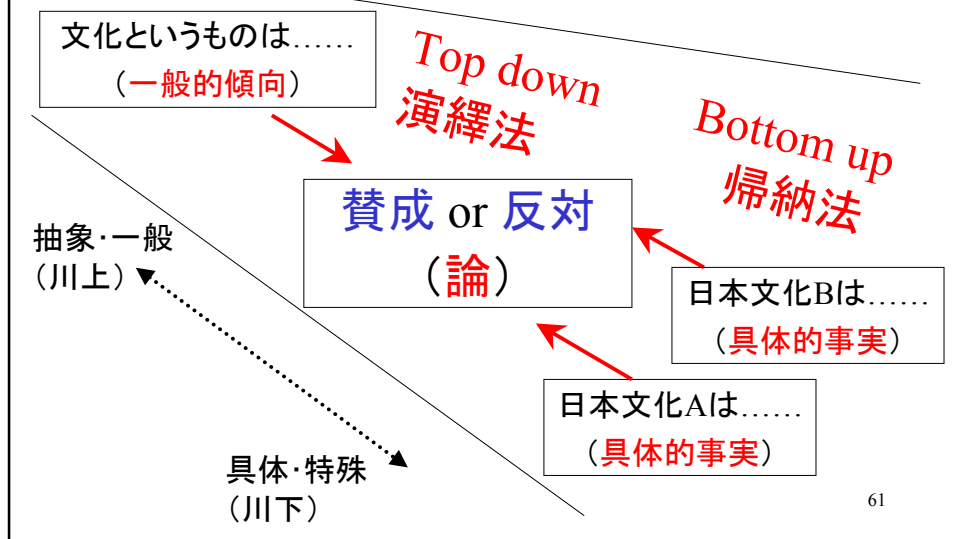 文化というものは……
(一般的傾向)
Top down
演繹法
Bottom up
帰納法
賛成 or 反対
(論)
抽象·一般
(川上)
日本文化Bは……
(具体的事実)
日本文化Aは……
(具体的事実)
具体·特殊
(川下)
61